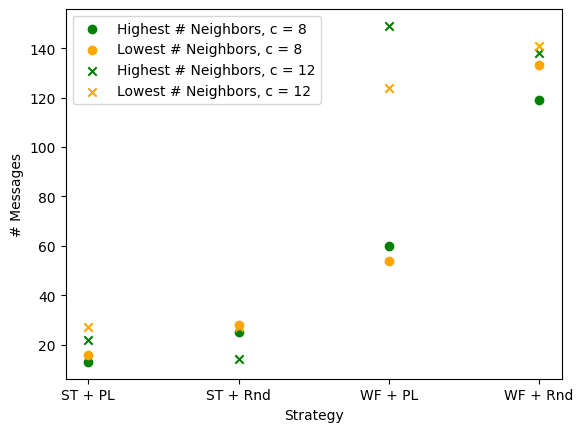 Highest # Neighbors, c = 8
Lowest # Neighbors, c = 8
Highest # Neighbors, c = 12
Lowest # Neighbors, c = 12
140
120
100
80
60
40
20
# Messages
ST + PL
ST + Rnd
WF + PL
WF + Rnd
Strategy